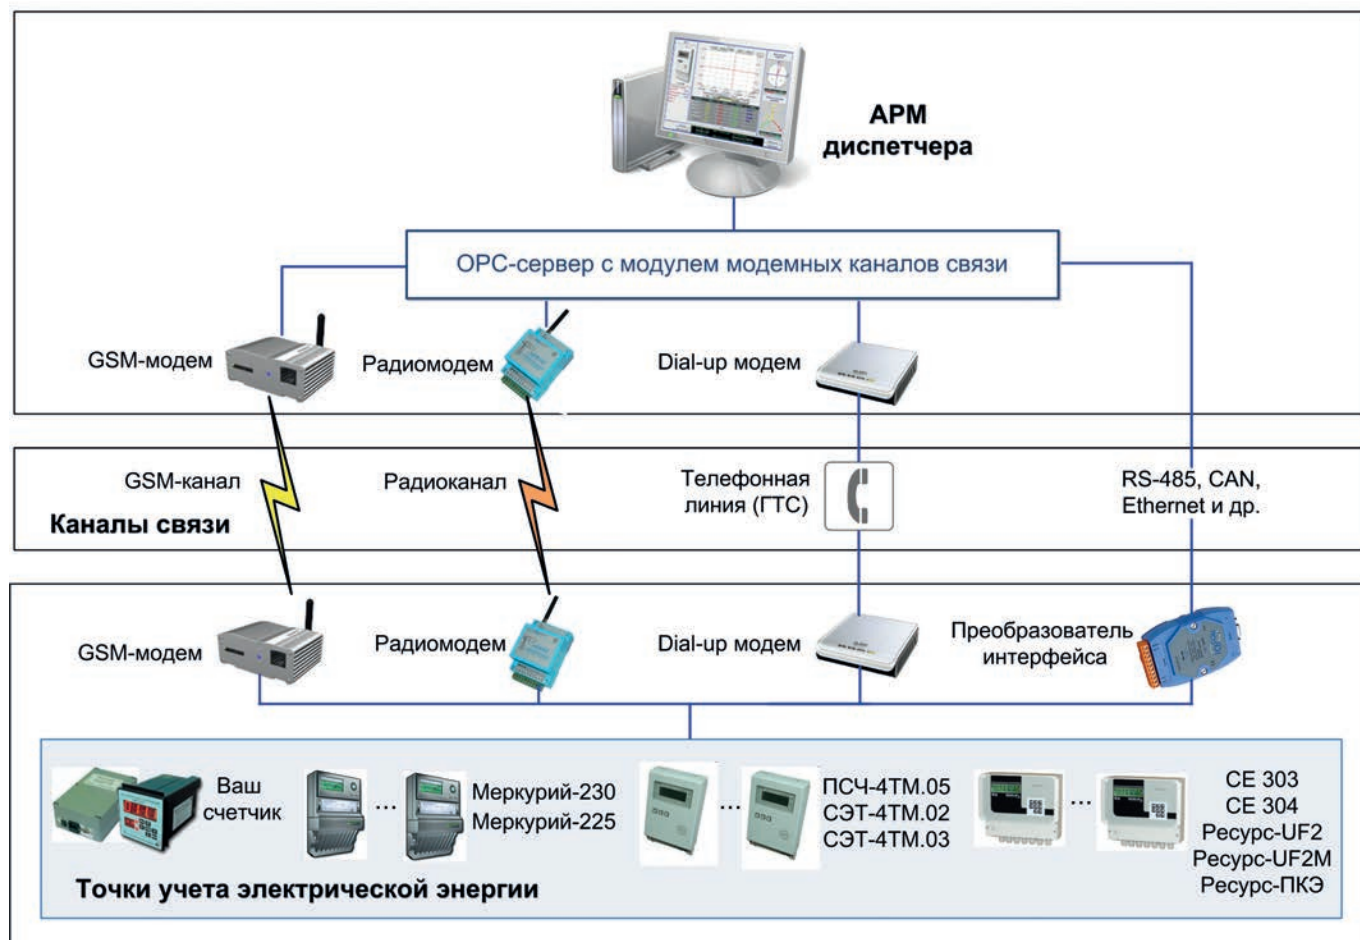 АРМ
диспетчера
OPC-сервер с модулем модемных каналов связи
GSM-модем
Радиомодем
Dial-up модем
GSM-канал
Радиоканал
Телефонная
линия (ГТС)
RS-485, CAN,
Ethernet и др.
Каналы связи
GSM-модем
Радиомодем
Dial-up модем
Преобразователь
интерфейса
Ваш
счетчик
...
Меркурий-230
Меркурий-225
...
ПСЧ-4ТМ.05
СЭТ-4ТМ.02
СЭТ-4ТМ.03
...
СЕ 303
СЕ 304
Ресурс-UF2
Ресурс-UF2M
Ресурс-ПКЭ
Точки учета электрической энергии